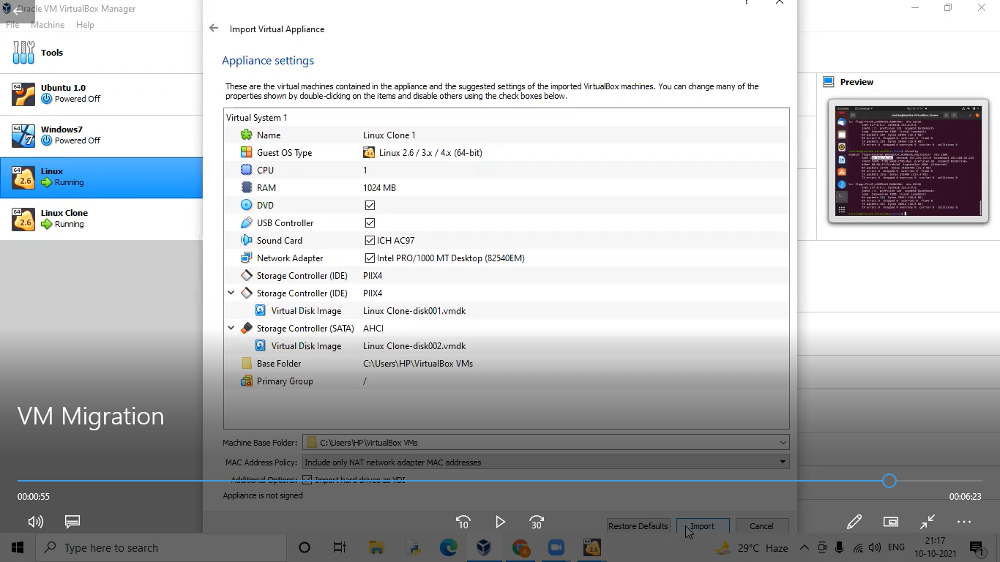 Oracle VM VirtualBox Manager
File Machine Help
Tools
Ubuntu 1.0
Powered Off
Windows7
Powered Off
Linux
Running
Linux Clone
Running
Import Virtual Appliance
Appliance settings
These are the virtual machines contained in the appliance and the suggested settings of the imported VirtualBox machines. You can change many of the
properties shown by double-clicking on the items and disable others using the check boxes below.
Virtual System 1
Name Linux Clone 1
Guest OS Type Linux 2.6 / 3.x / 4.x (64-bit)
CPU 1
RAM 1024 MB
DVD
USB Controller
Sound Card ICH AC97
Network Adapter Intel PRO/1000 MT Desktop (82540EM)
Storage Controller (IDE) PIIX4
Storage Controller (IDE) PIIX4
Virtual Disk Image Linux Clone-disk001.vmdk
Storage Controller (SATA) AHCI
Virtual Disk Image Linux Clone-disk002.vmdk
Base Folder C:\Users\HP\VirtualBox VMs
Primary Group /
Machine Base Folder: C:\Users\HP\VirtualBox VMs
MAC Address Policy: Include only NAT network adapter MAC addresses
Additional Options: Import hard drives as VDI
Appliance is not signed
Restore Defaults Import Cancel
Preview
VM Migration
00:00:55
00:06:23
10
30
Type here to search
29°C Haze
ENG
21:17
10-10-2021